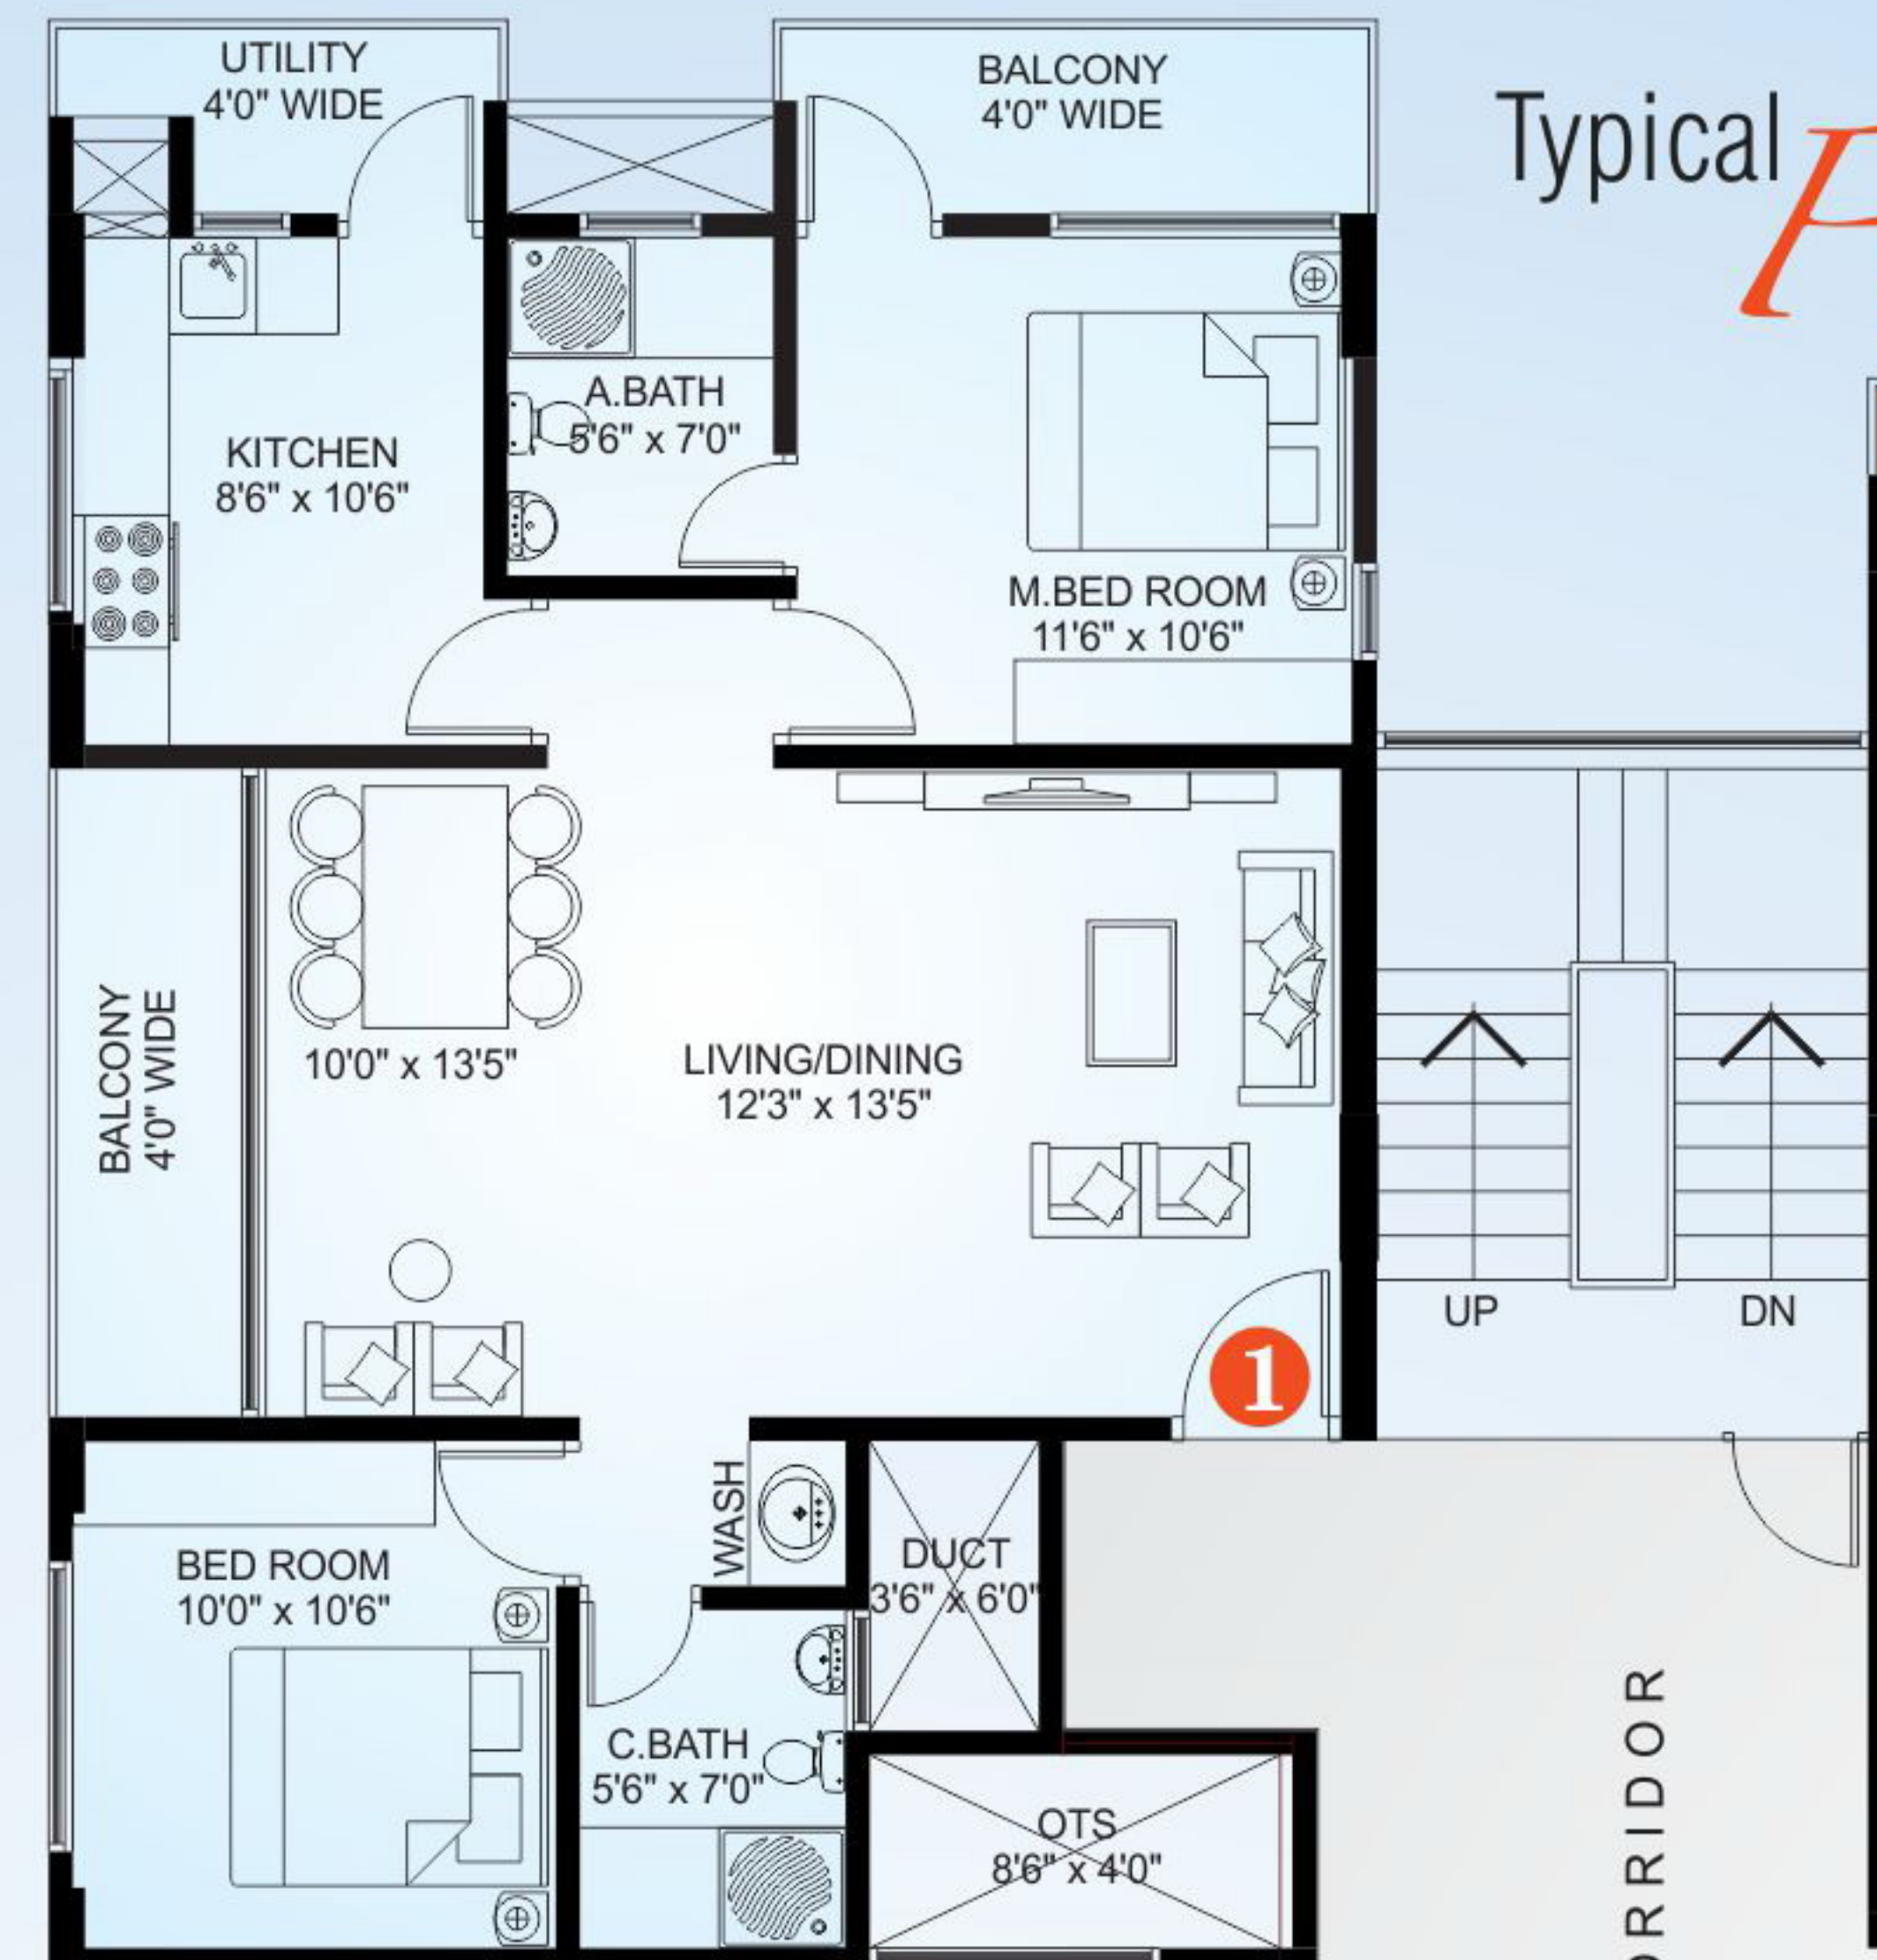 UTILITY
4'0" WIDE
BALCONY
4'0" WIDE
Typical
A.BATH
5'6" x 7'0"
KITCHEN
8'6" x 10'6"
M.BED ROOM
11'6" x 10'6"
BALCONY
4'0" WIDE
10'0" x 13'5"
LIVING/DINING
12'3" x 13'5"
UP
DN
1
WASH
BED ROOM
10'0" x 10'6"
DUCT
3'6" x 6'0"
C.BATH
5'6" x 7'0"
OTS
8'6" x 4'0"
ORRIDOR